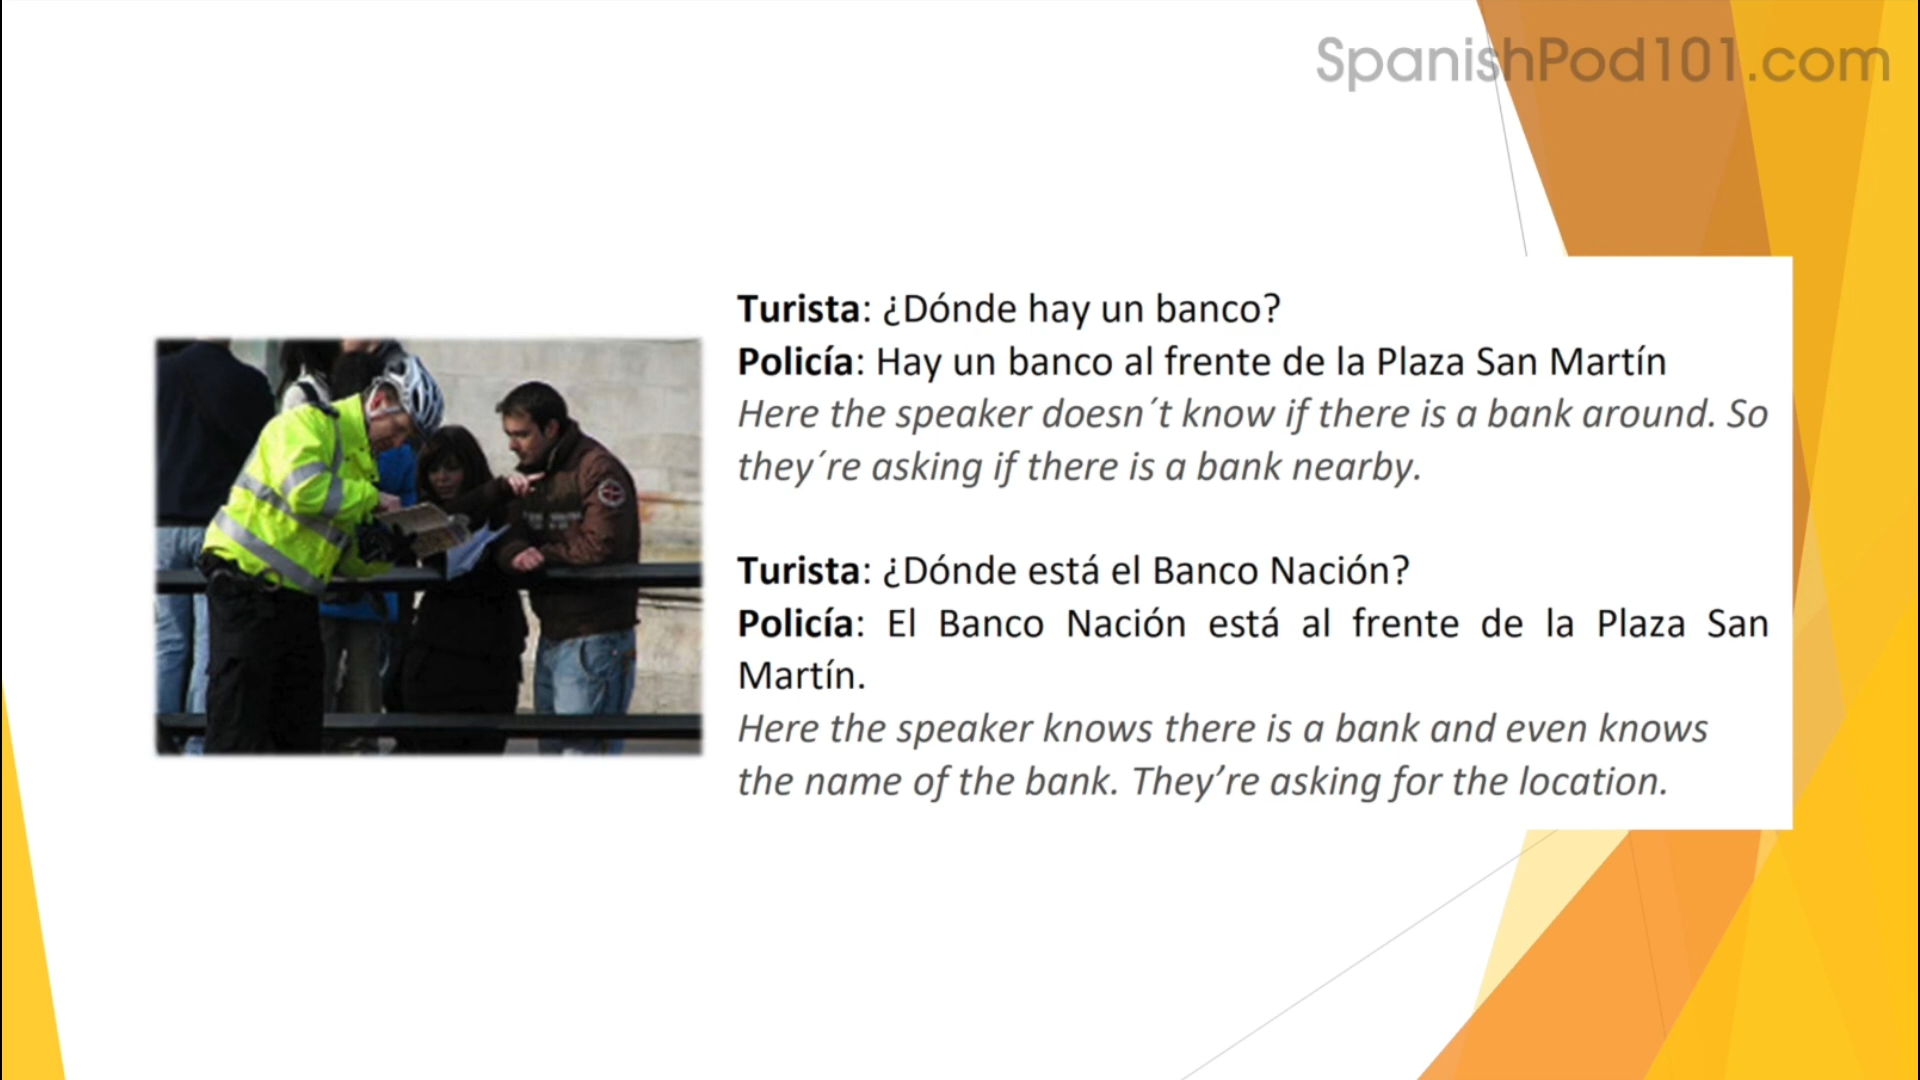 SpanishPod101.com
Turista: ¿Dónde hay un banco?
Policía: Hay un banco al frente de la Plaza San Martín
Here the speaker doesn´t know if there is a bank around. So
they´re asking if there is a bank nearby.
Turista: ¿Dónde está el Banco Nación?
Policía: El Banco Nación está al frente de la Plaza San
Martín.
Here the speaker knows there is a bank and even knows
the name of the bank. They’re asking for the location.